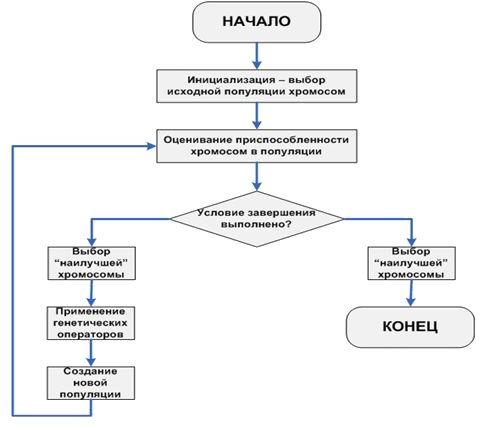 НАЧАЛО
Инициализация – выбор
исходной популяции хромосом
Оценивание приспособленности
хромосом в популяции
Условие завершения
выполнено?
Выбор
“наилучшей”
хромосомы
Применение
генетических
операторов
Создание
новой
популяции
Выбор
“наилучшей”
хромосомы
КОНЕЦ